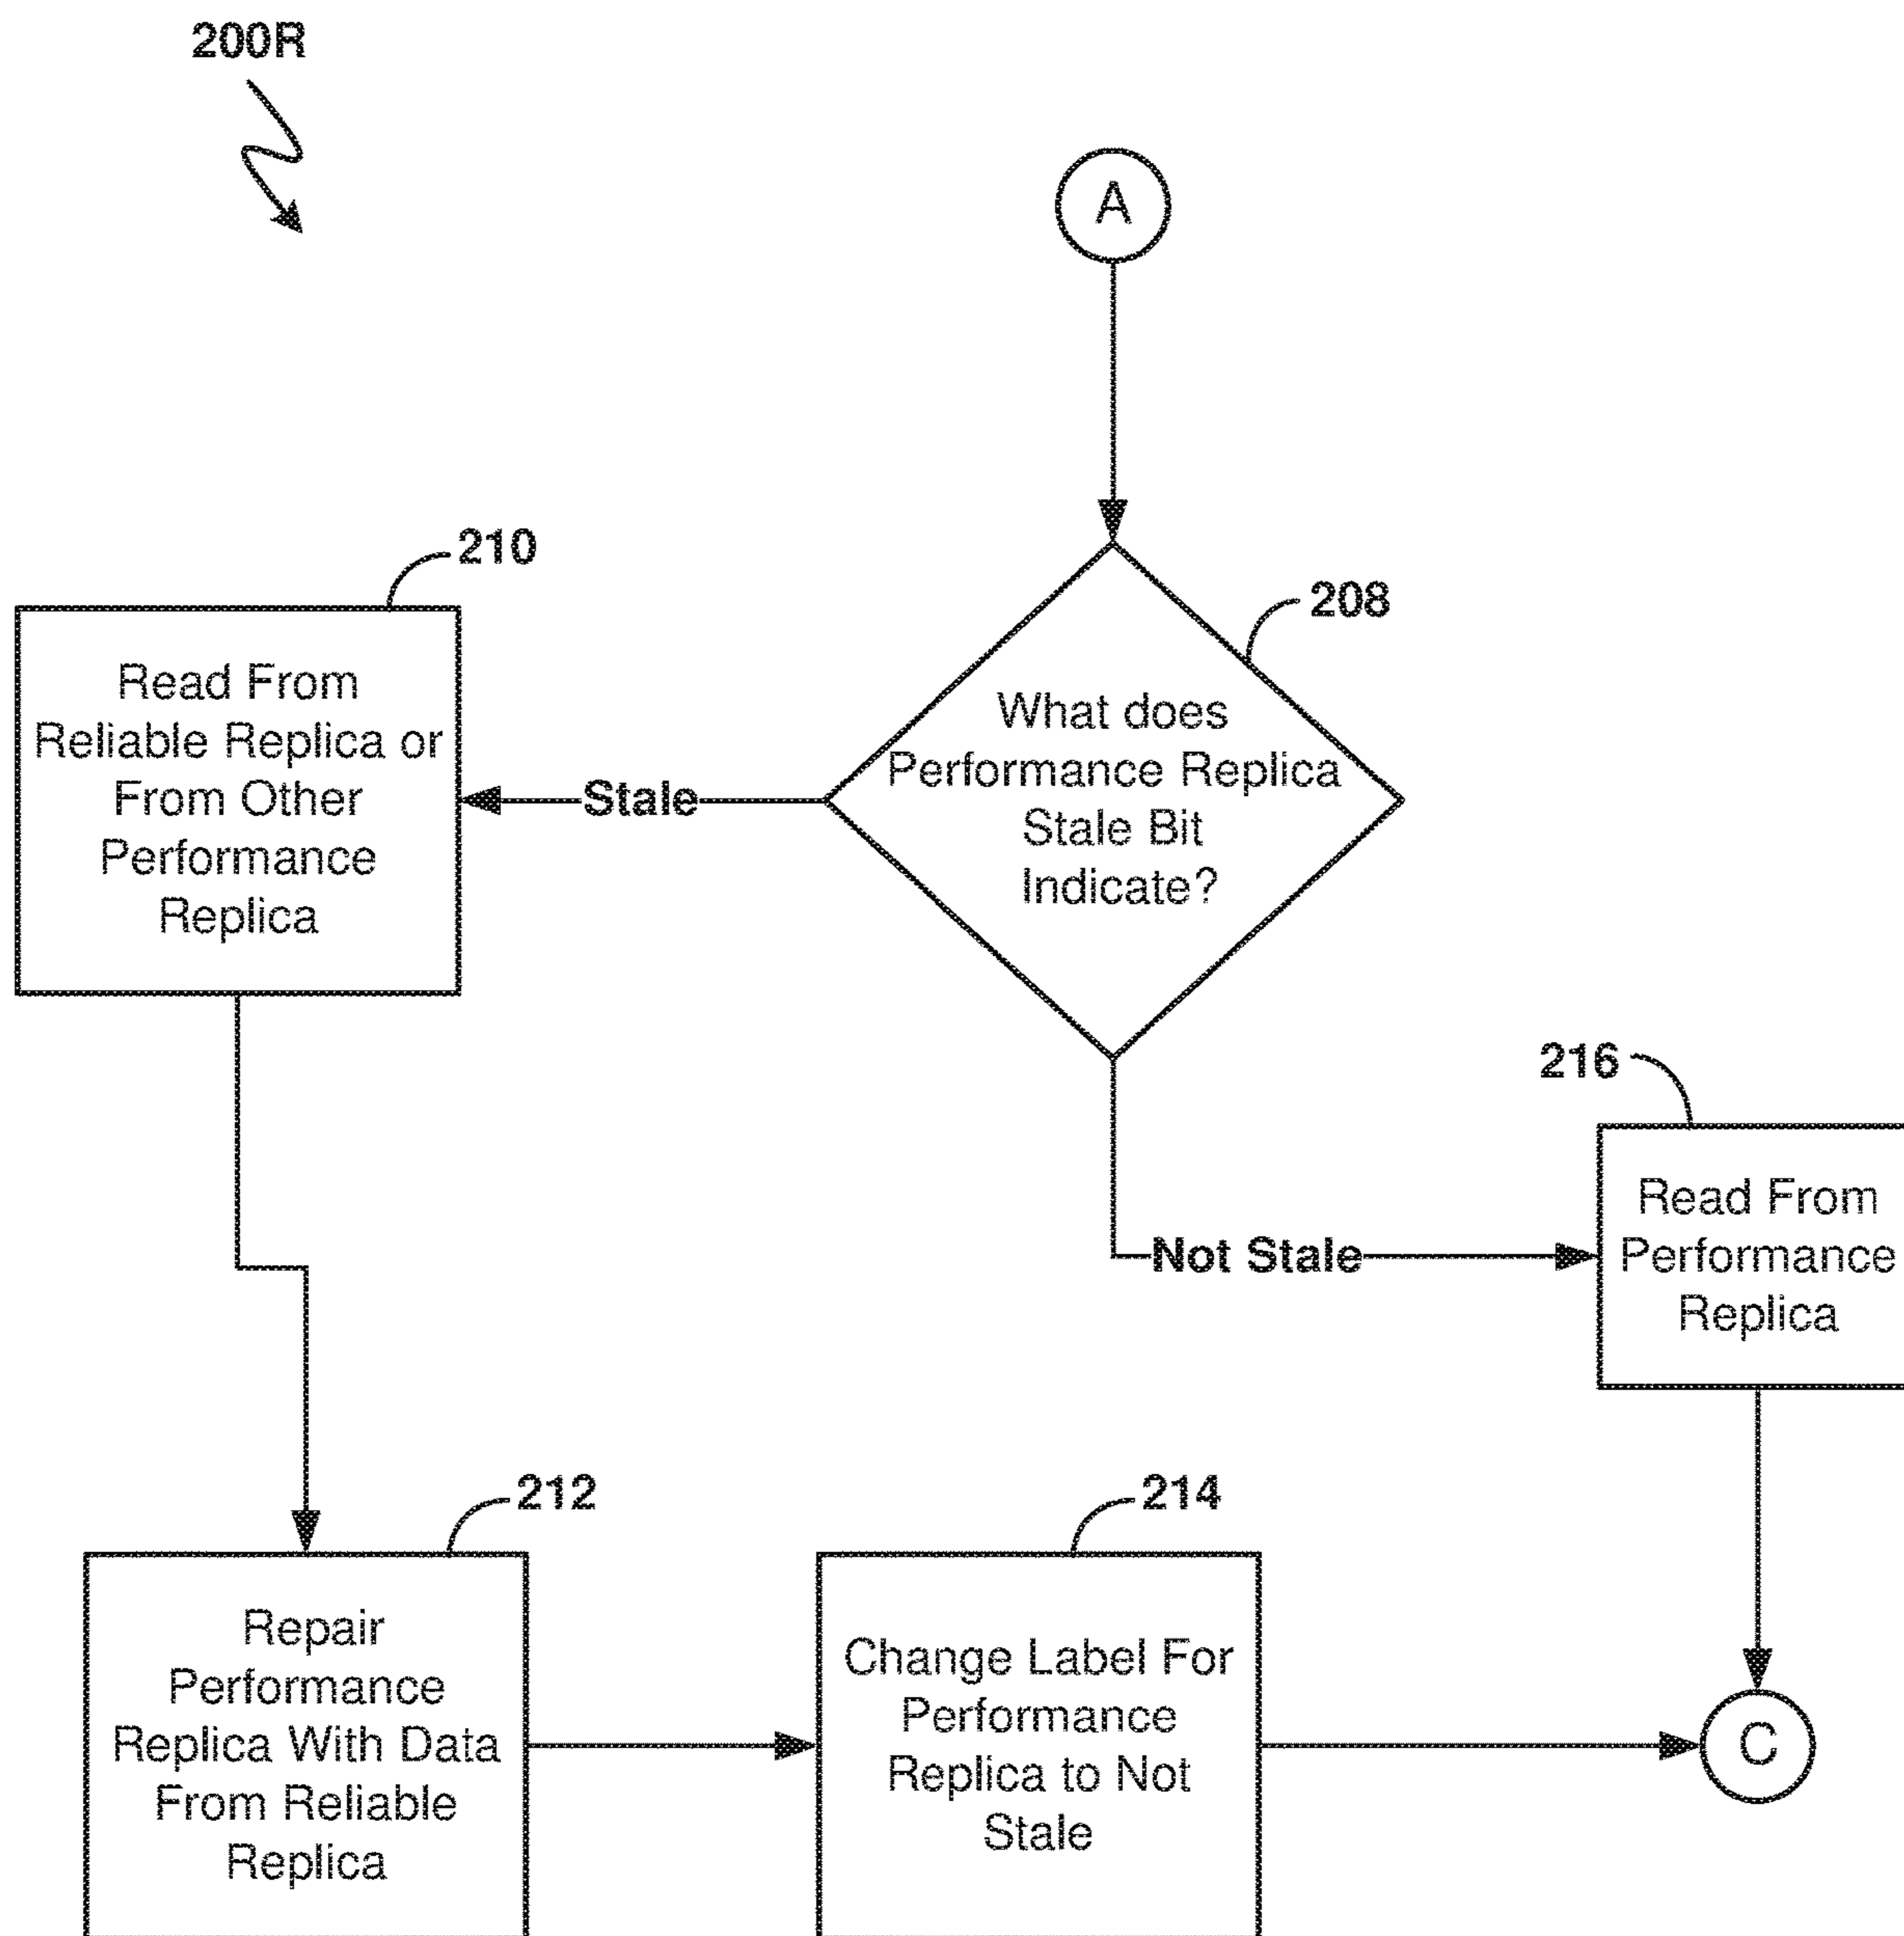 200R
A
210
208
Read From
Reliable Replica or
From Other
Performance
Replica
Stale
What does
Performance Replica
Stale Bit
Indicate?
216
Not Stale
Read From
Performance
Replica
212
214
Repair
Performance
Replica With Data
From Reliable
Replica
Change Label For
Performance
Replica to Not
Stale
C